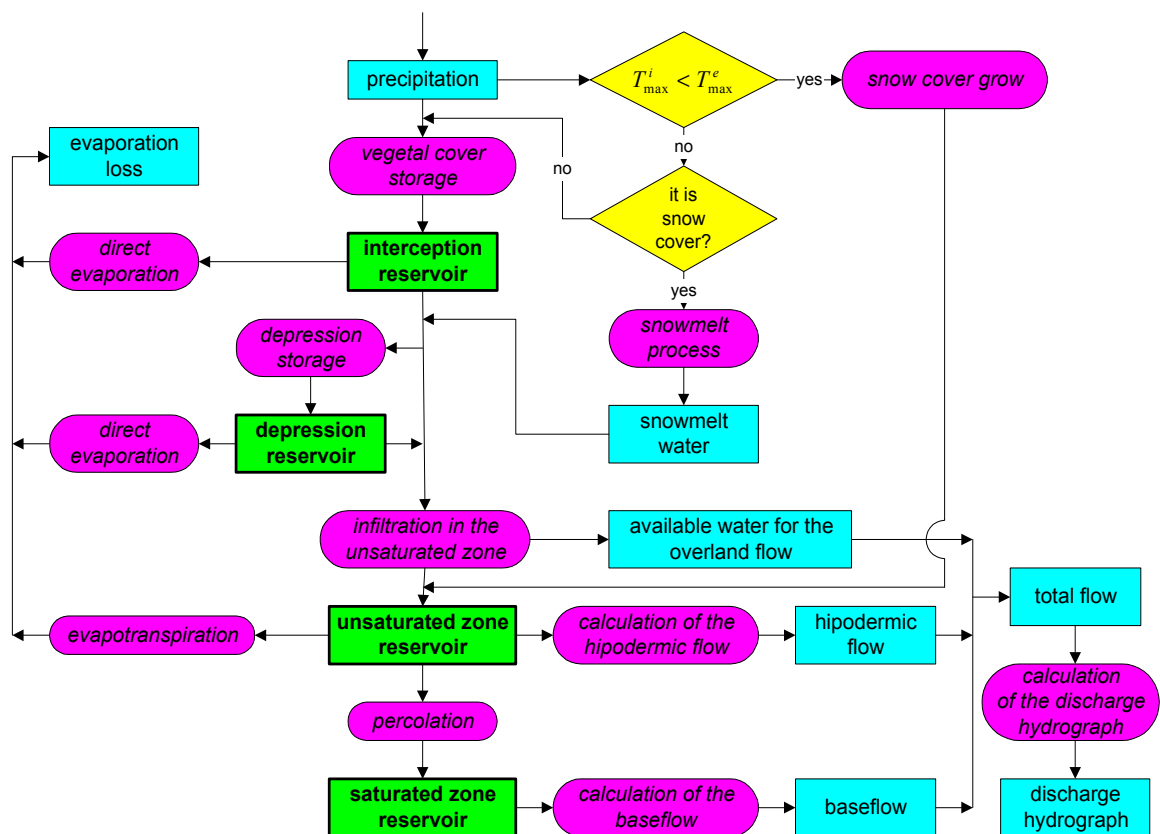 precipitation
T^i_max < T^e_max
yes
snow cover grow
no
evaporation
loss
vegetal cover
storage
no
it is
snow
cover?
direct
evaporation
interception
reservoir
yes
depression
storage
snowmelt
process
direct
evaporation
depression
reservoir
snowmelt
water
infiltration in the
unsaturated zone
available water for the
overland flow
total flow
evapotranspiration
unsaturated zone
reservoir
calculation of the
hipodermic flow
hipodermic
flow
calculation
of the discharge
hydrograph
percolation
saturated zone
reservoir
calculation of the
baseflow
baseflow
discharge
hydrograph